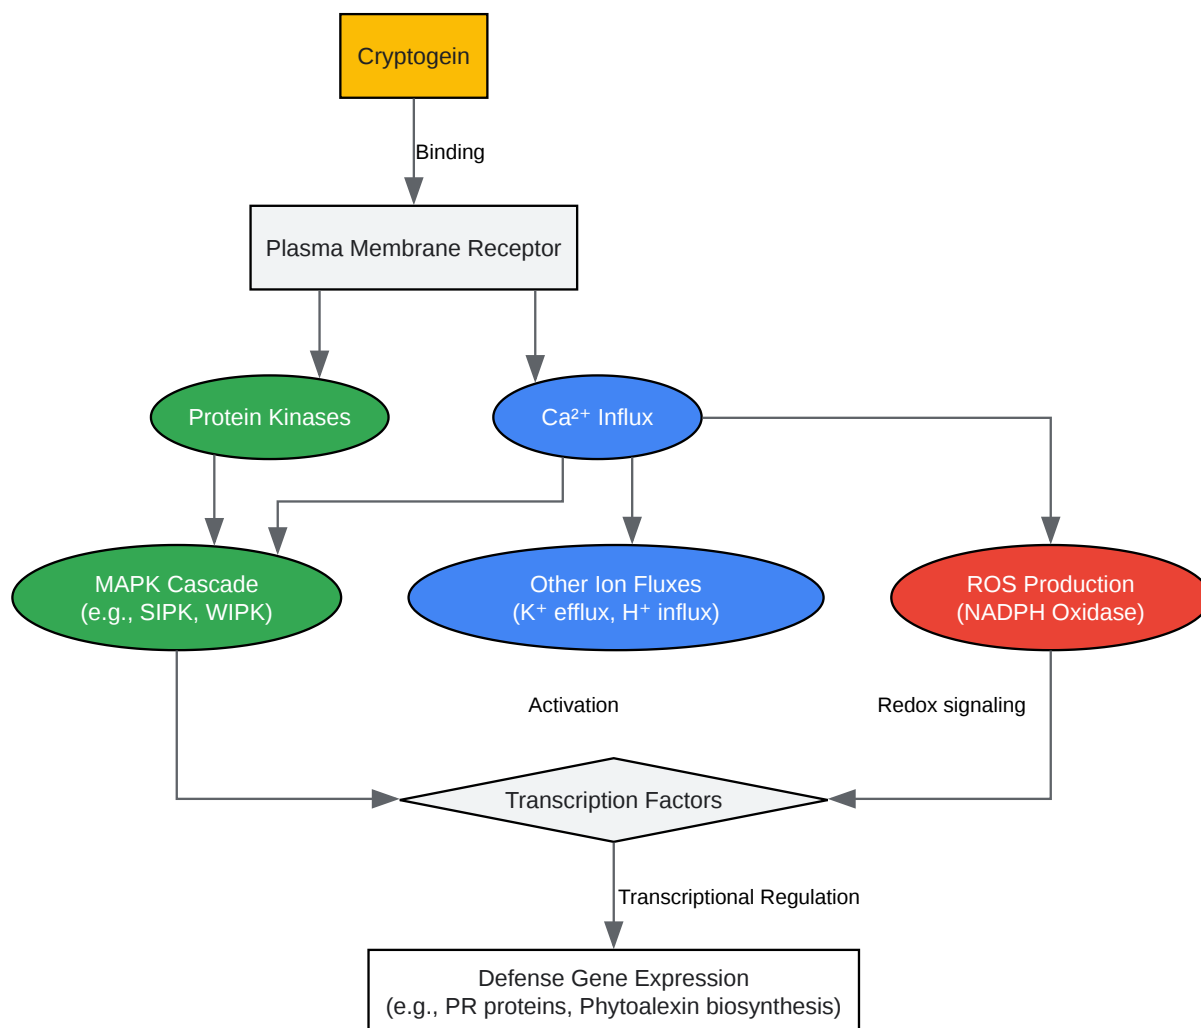 Cryptogein
Binding
Plasma Membrane Receptor
Protein Kinases
Ca²⁺ Influx
MAPK Cascade
(e.g., SIPK, WIPK)
Other Ion Fluxes
(K⁺ efflux, H⁺ influx)
ROS Production
(NADPH Oxidase)
Activation
Redox signaling
Transcription Factors
Transcriptional Regulation
Defense Gene Expression
(e.g., PR proteins, Phytoalexin biosynthesis)